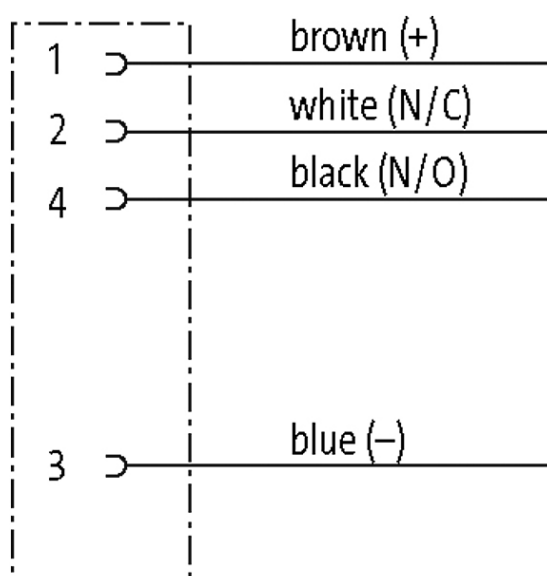 brown (+)
1
white (N/C)
2
black (N/O)
4
blue (–)
3